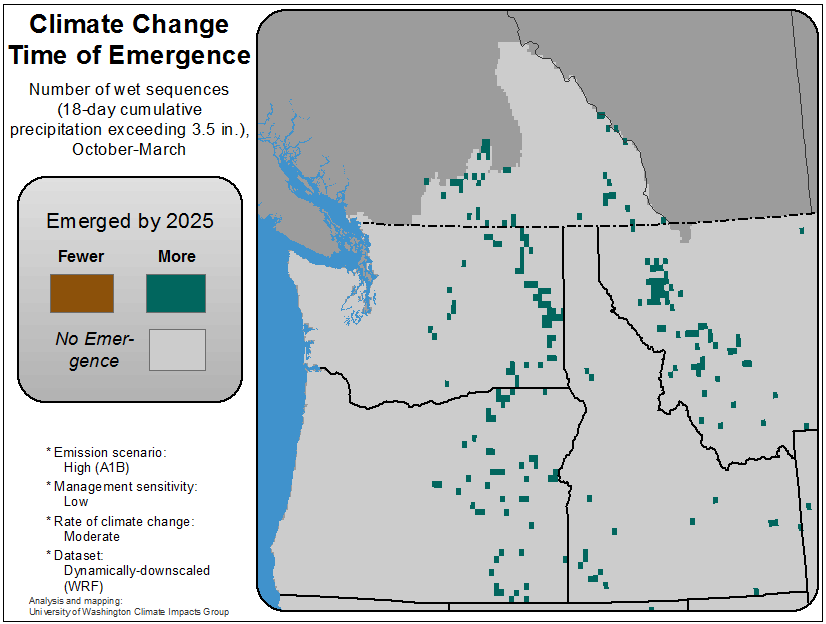 Climate Change
Time of Emergence
Number of wet sequences
(18-day cumulative
precipitation exceeding 3.5 in.),
October-March
Emerged by 2025
Fewer More
No Emer-
gence
* Emission scenario:
High (A1B)
* Management sensitivity:
Low
* Rate of climate change:
Moderate
* Dataset:
Dynamically-downscaled
(WRF)
Analysis and mapping:
University of Washington Climate Impacts Group